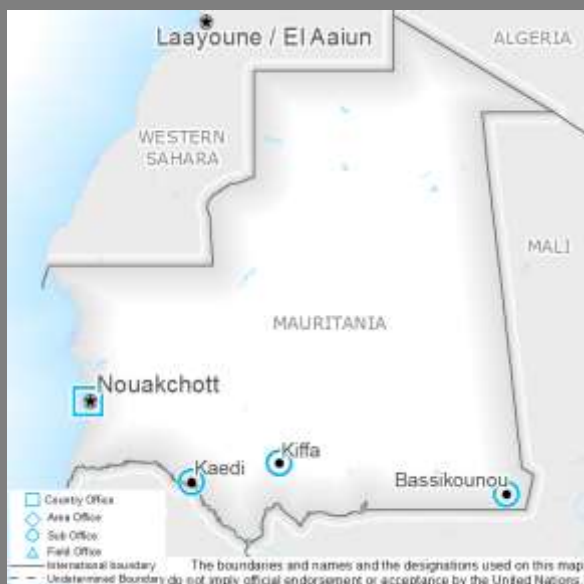 Laayoune / El Aaiun
ALGERIA
WESTERN
SAHARA
MALI
MAURITANIA
Nouakchott
Kiffa
Kaedi
Bassikounou
Country Office
Area Office
Sub Office
Field Office
International boundary
Undetermined Boundary
The boundaries and names and the designations used on this map
do not imply official endorsement or acceptance by the United Nations